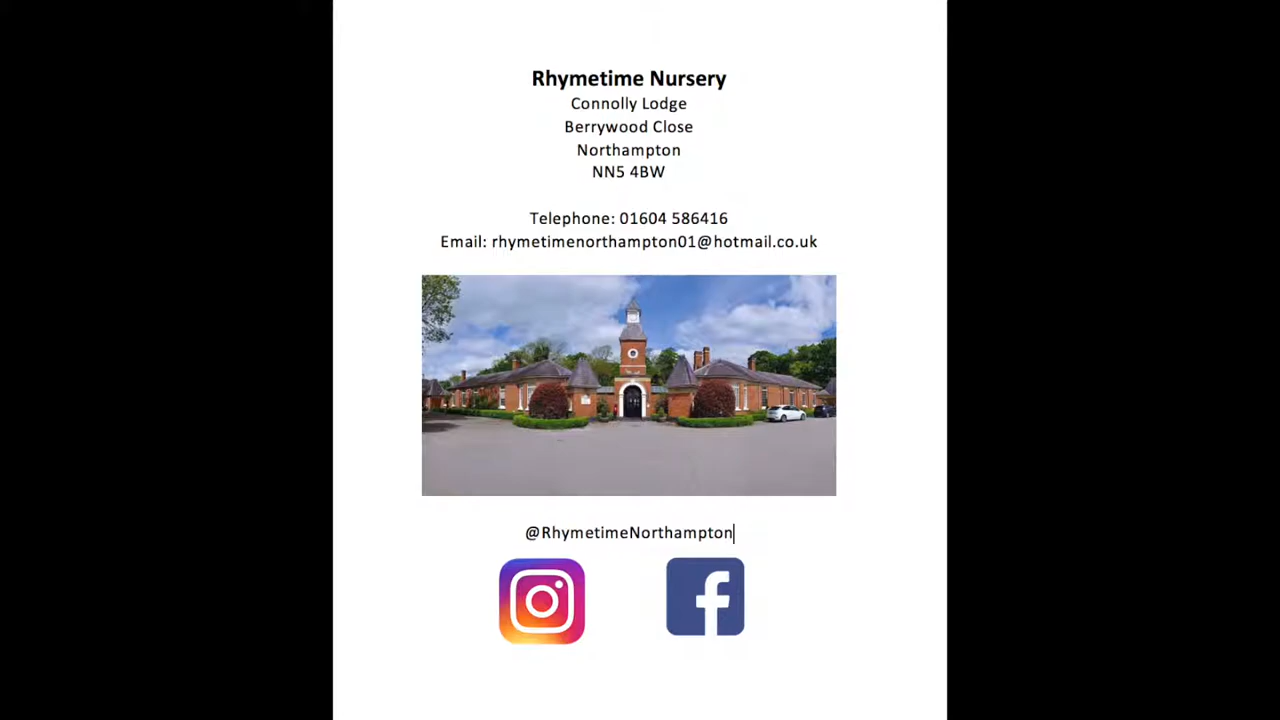 Rhymetime Nursery
Connolly Lodge
Berrywood Close
Northampton
NN5 4BW
Telephone: 01604 586416
Email: rhymetimenorthampton01@hotmail.co.uk
@RhymetimeNorthampton